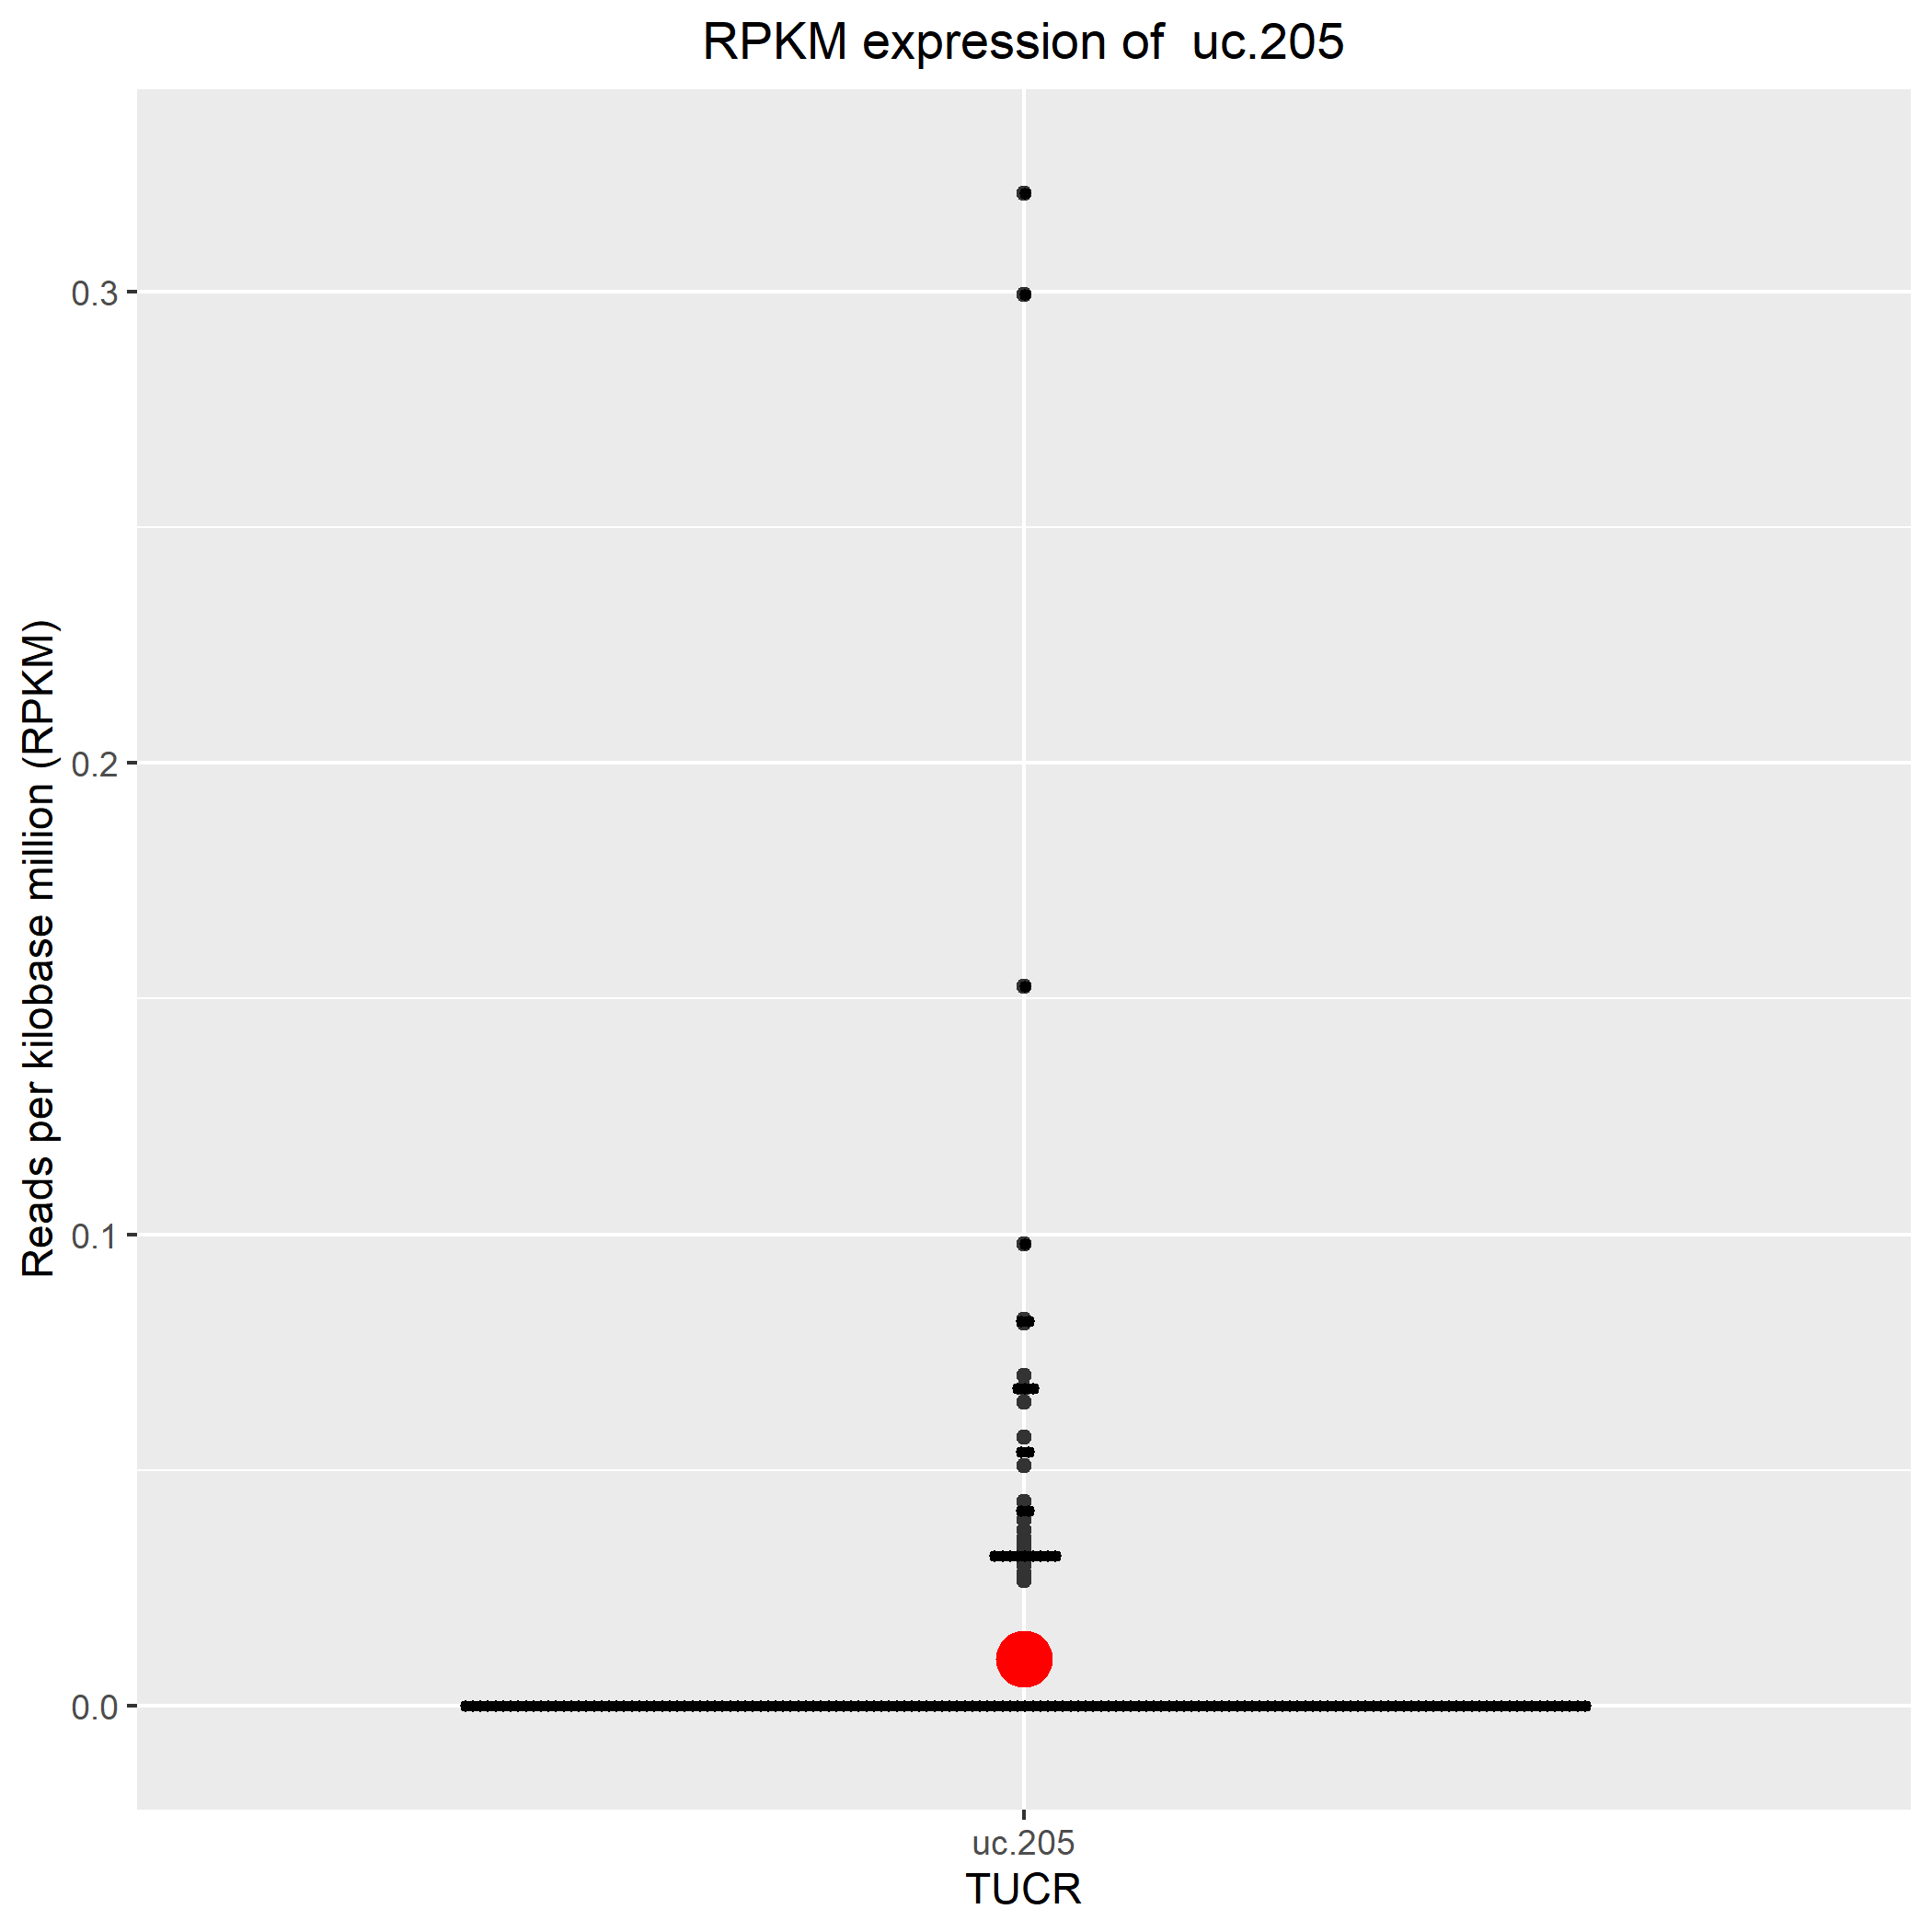 RPKM expression of  uc.205
Reads per kilobase million (RPKM)
0.3
0.2
0.1
0.0
uc.205
TUCR